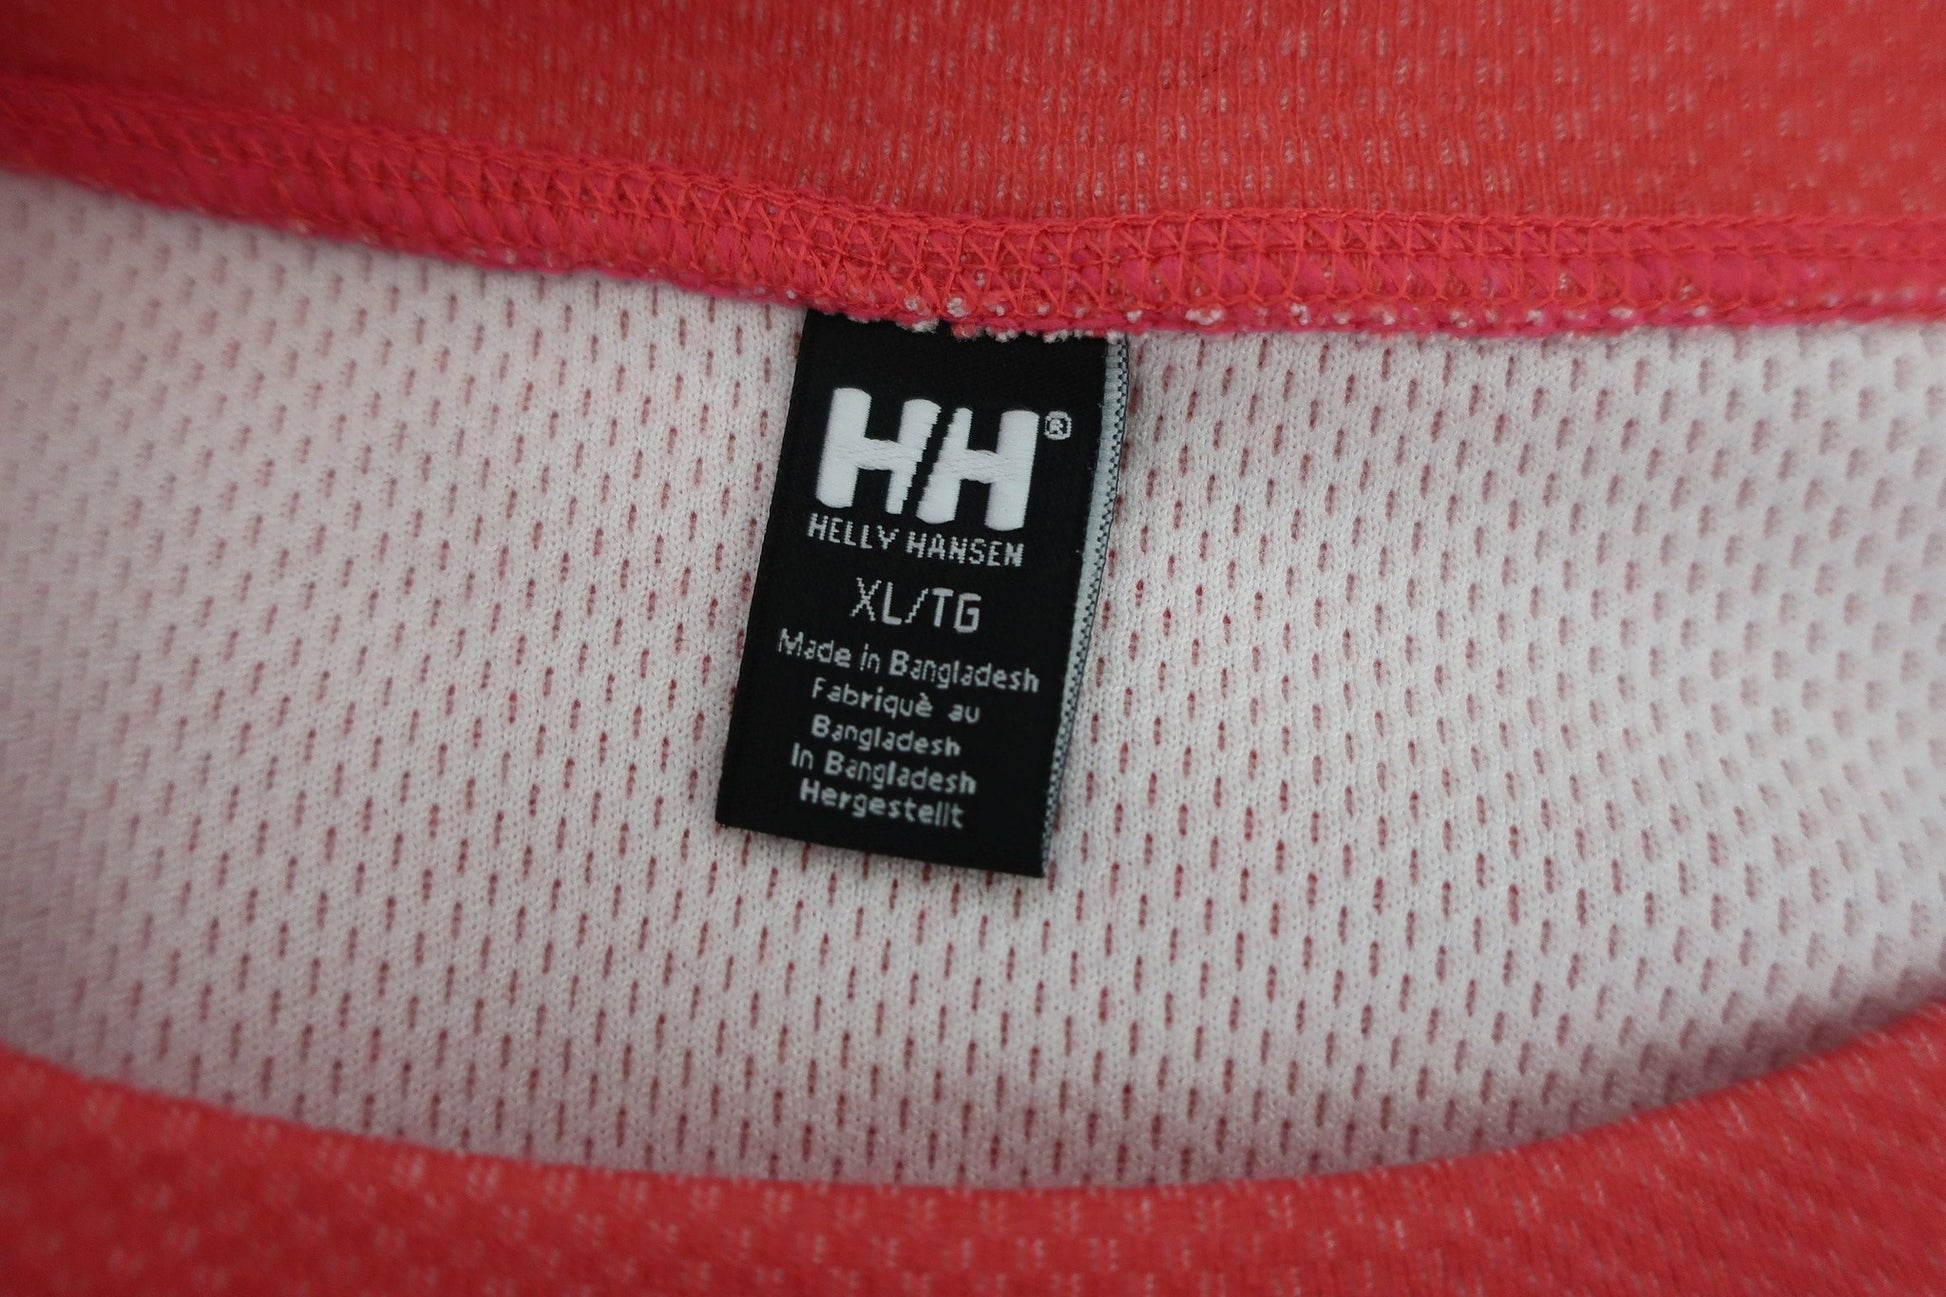 HH®
HELLY HANSEN
XL/TG
Made in Bangladesh
Fabriquè au
Bangladesh
In Bangladesh
Hergestellt